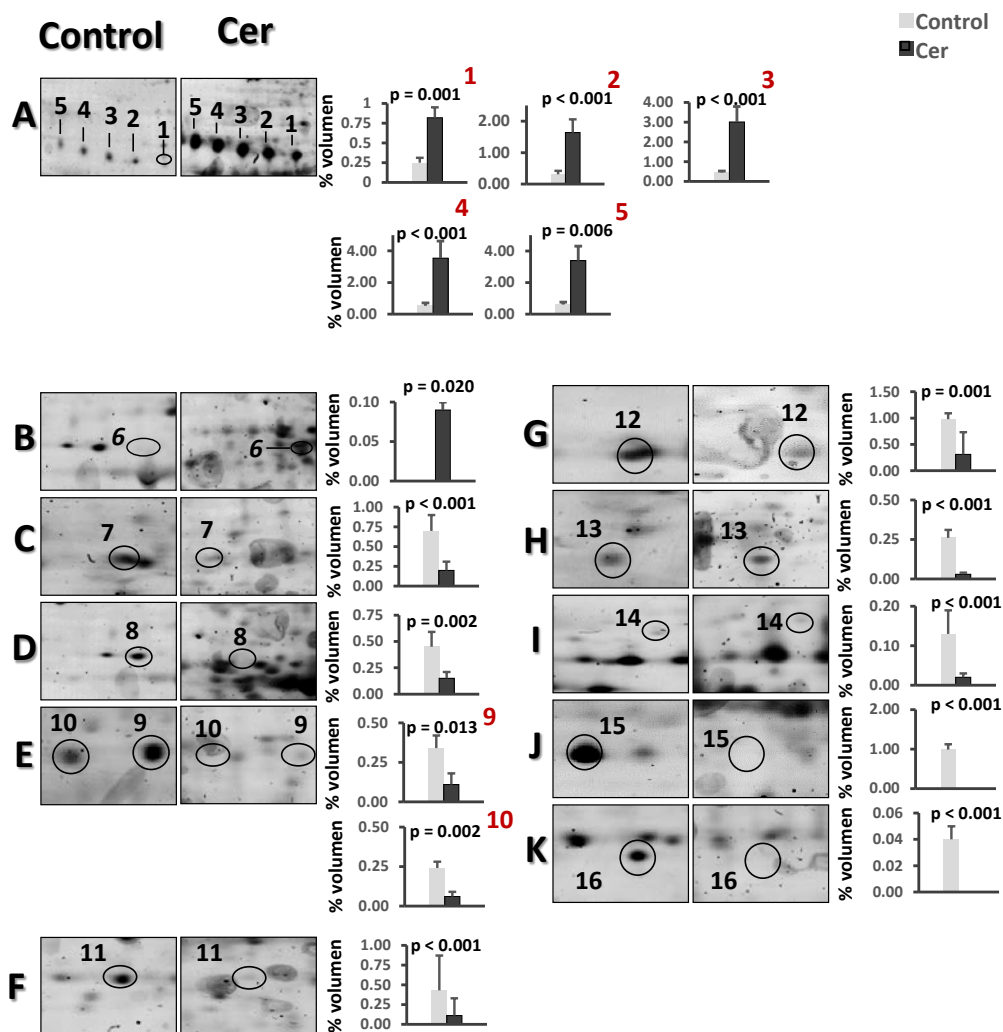 Control Cer
Control
Cer
A
5 4 3 2 1
5 4 3 2 1
% volumen
1
p = 0.001
1
0.75
0.5
0.25
0
2
p < 0.001
2.00
1.00
0.00
3
p < 0.001
4.00
3.00
2.00
1.00
0.00
% volumen
4
p < 0.001
4.00
2.00
0.00
5
p = 0.006
4.00
2.00
0.00
B
6
6
% volumen
p = 0.020
0.10
0.05
0.00
C
7
7
% volumen
p < 0.001
1.00
0.75
0.50
0.25
0.00
D
8
8
% volumen
p = 0.002
0.75
0.50
0.25
0.00
E
10 9
10 9
% volumen
9
p = 0.013
0.50
0.25
0.00
% volumen
10
p = 0.002
0.50
0.25
0.00
F
11
11
% volumen
p < 0.001
1.00
0.75
0.50
0.25
0.00
G
12
12
% volumen
p = 0.001
1.50
1.00
0.50
0.00
H
13
13
% volumen
p < 0.001
0.50
0.25
0.00
I
14
14
% volumen
p < 0.001
0.20
0.10
0.00
J
15
15
% volumen
p < 0.001
2.00
1.00
0.00
K
16
16
% volumen
p < 0.001
0.06
0.04
0.02
0.00